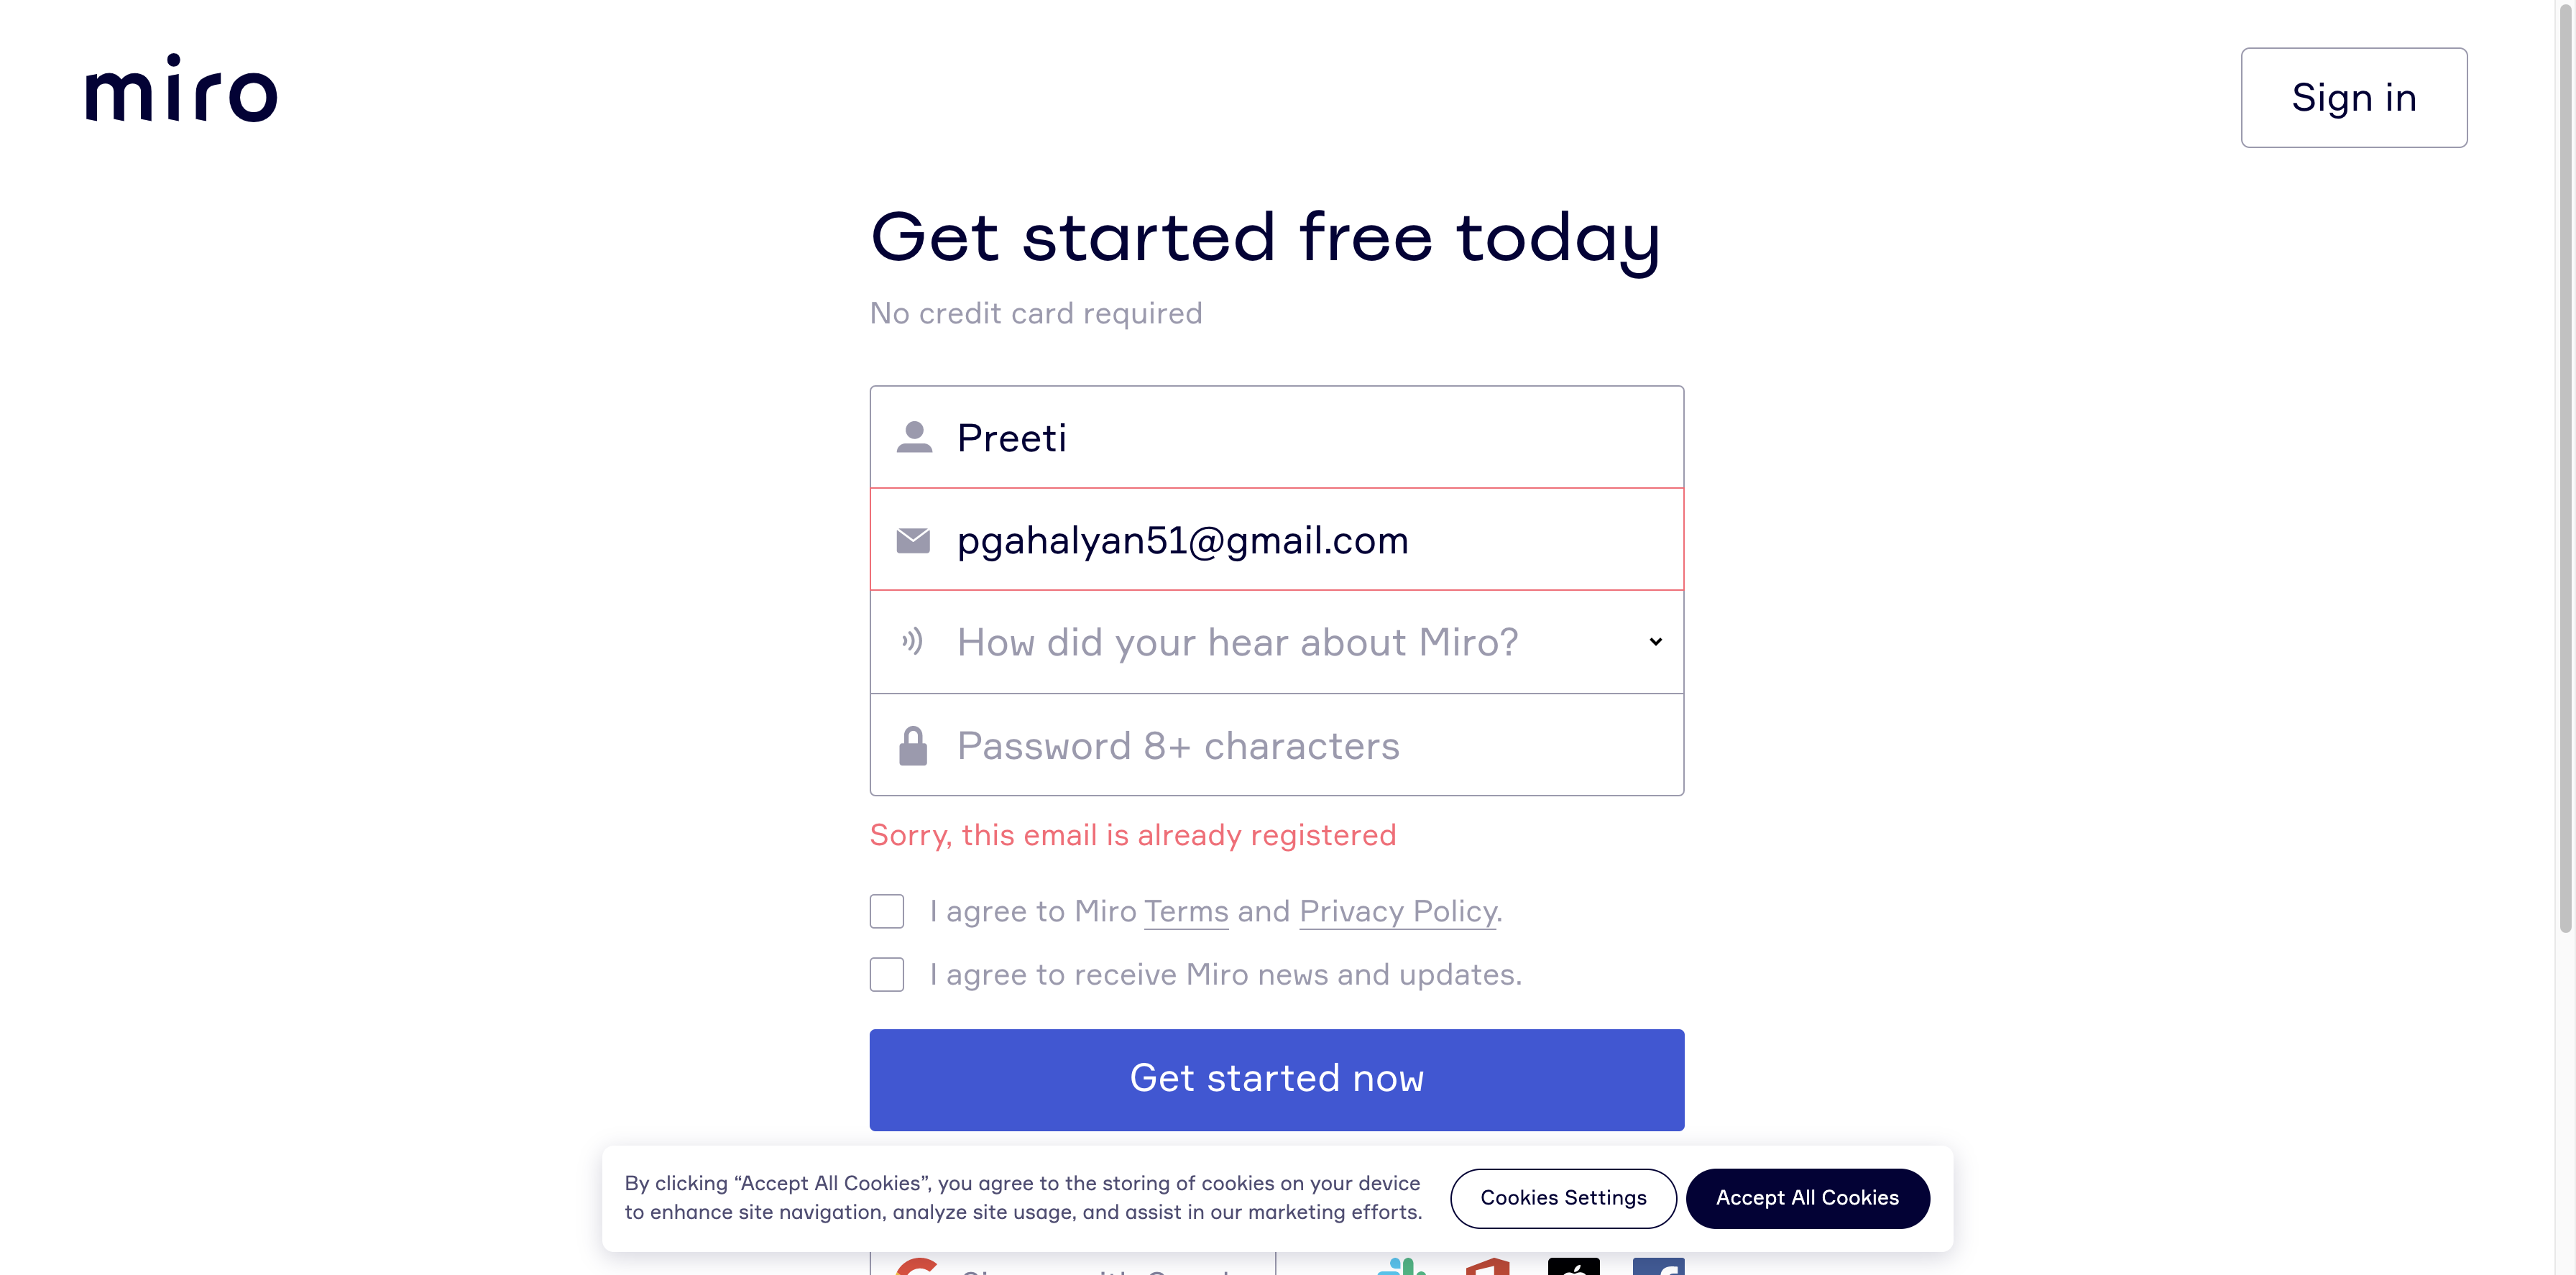 miro
Sign in
Get started free today
No credit card required
Preeti
pgahalyan51@gmail.com
How did your hear about Miro?
Password 8+ characters
Sorry, this email is already registered
I agree to Miro Terms and Privacy Policy.
I agree to receive Miro news and updates.
Get started now
By clicking “Accept All Cookies”, you agree to the storing of cookies on your device
to enhance site navigation, analyze site usage, and assist in our marketing efforts.
Cookies Settings
Accept All Cookies